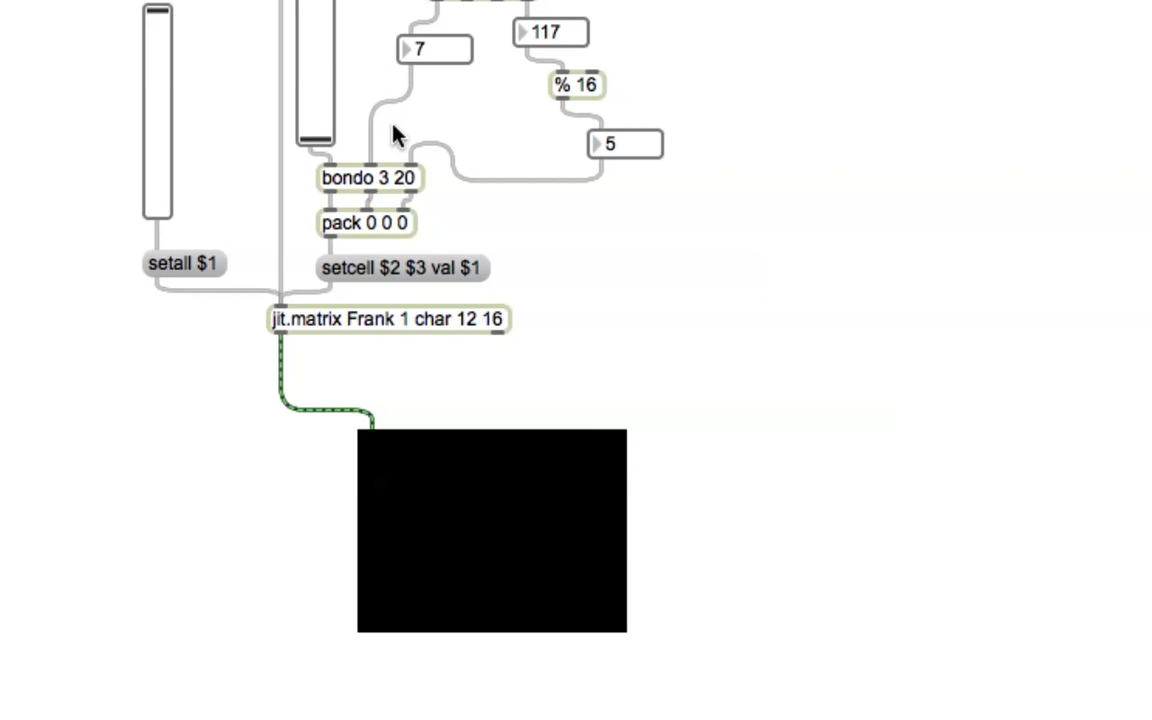 117
7
% 16
5
bondo 3 20
pack 0 0 0
setall $1
setcell $2 $3 val $1
jit.matrix Frank 1 char 12 16